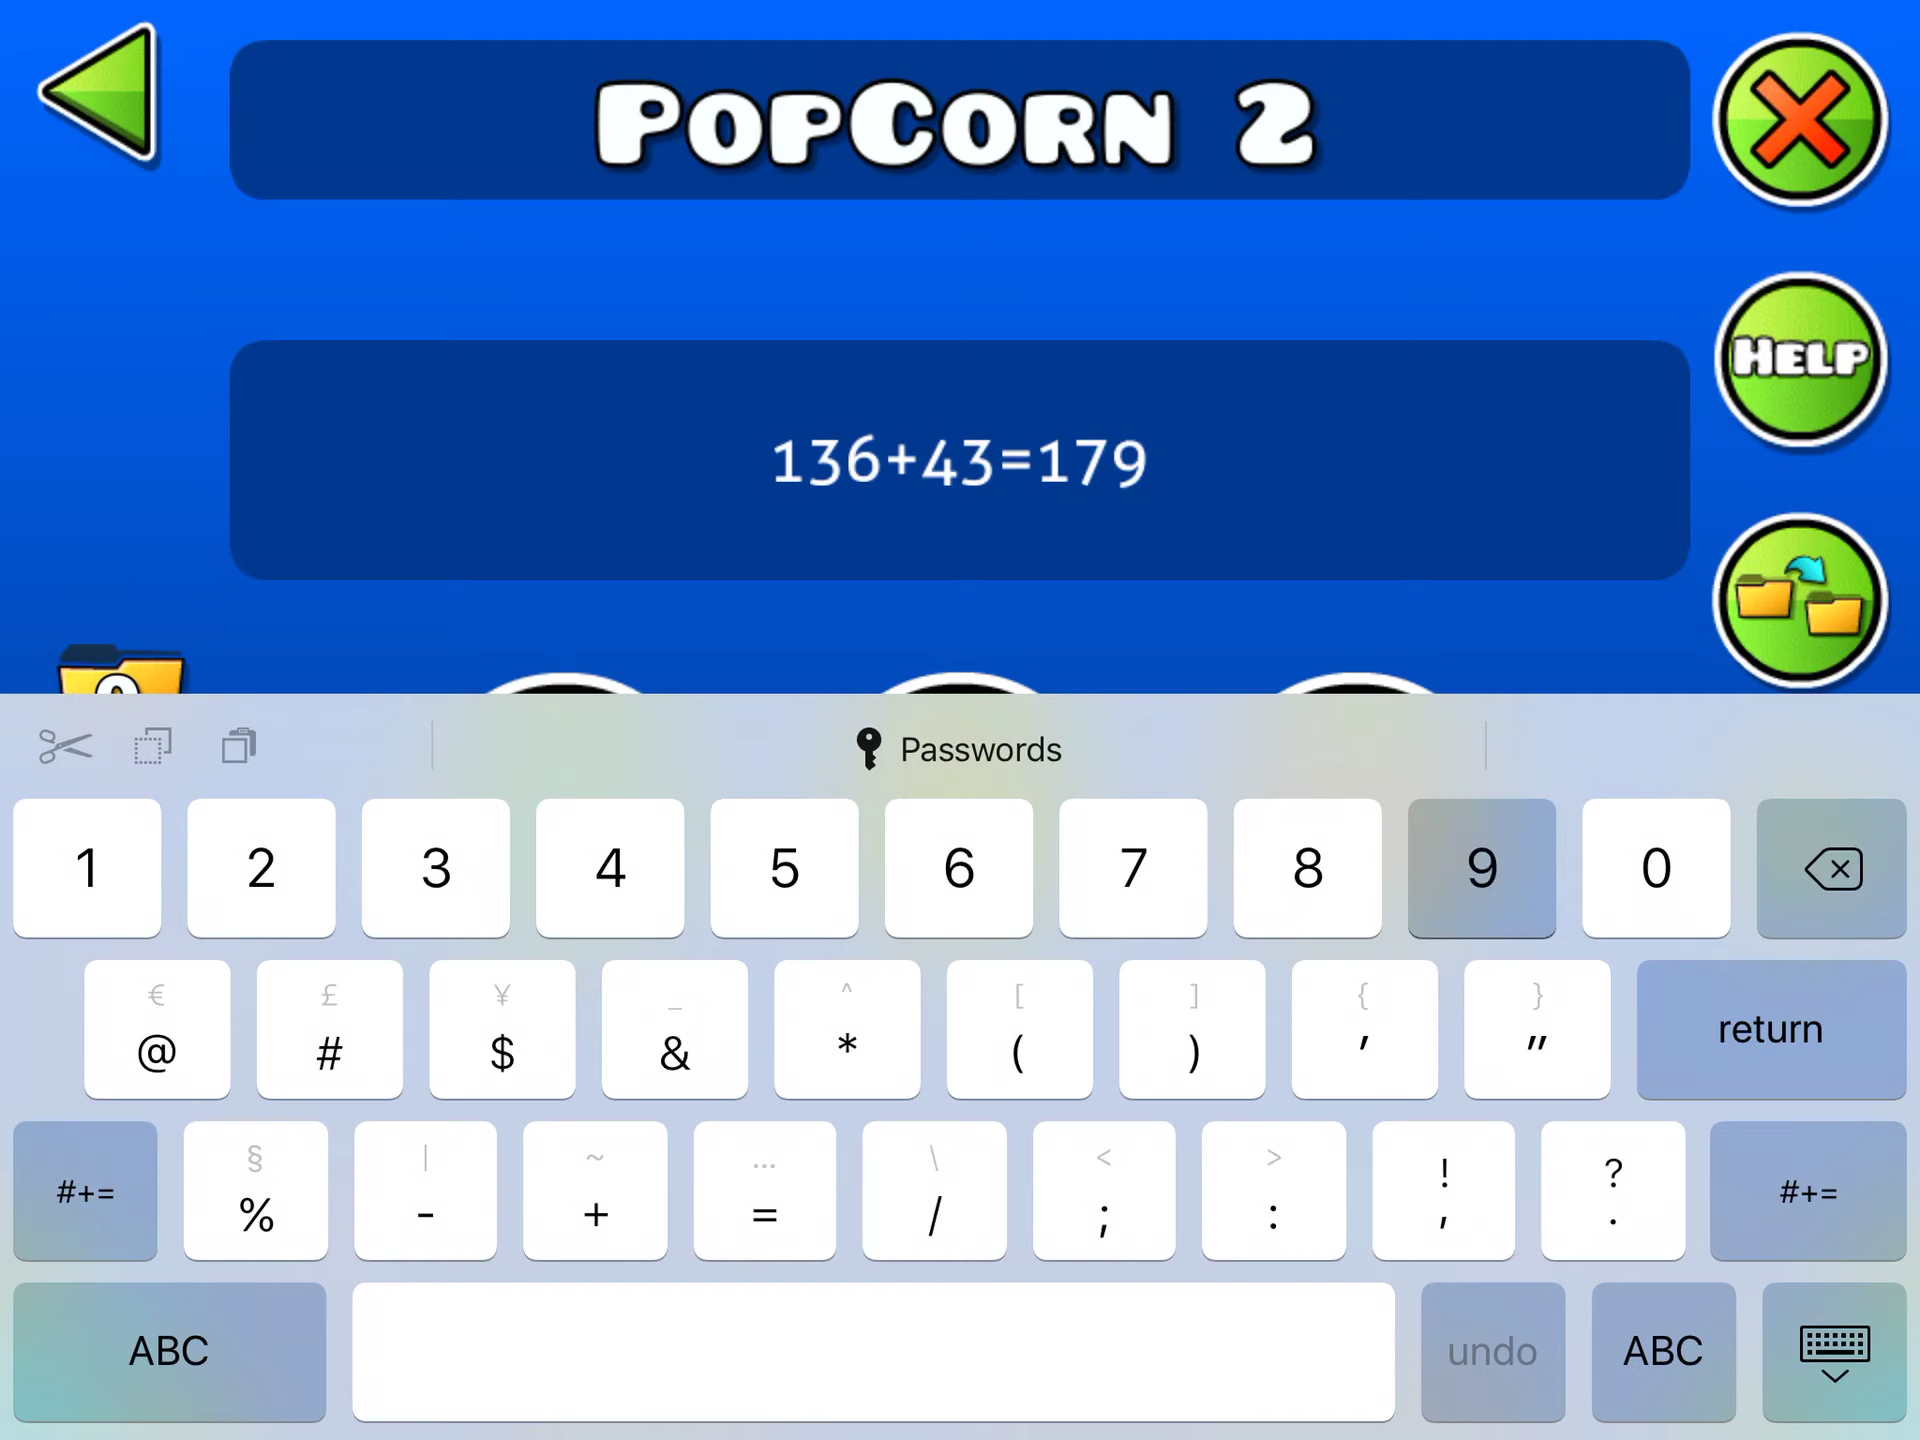 PopCorn 2
Help
136+43=179
Passwords
1 2 3 4 5 6 7 8 9 0
€ £ ¥ _ ^ [ ] { }
@ # $ & * ( ) ' "
return
§ | ~ … \ < > ! ?
#+= % - + = / ; : , . #+=
ABC undo ABC